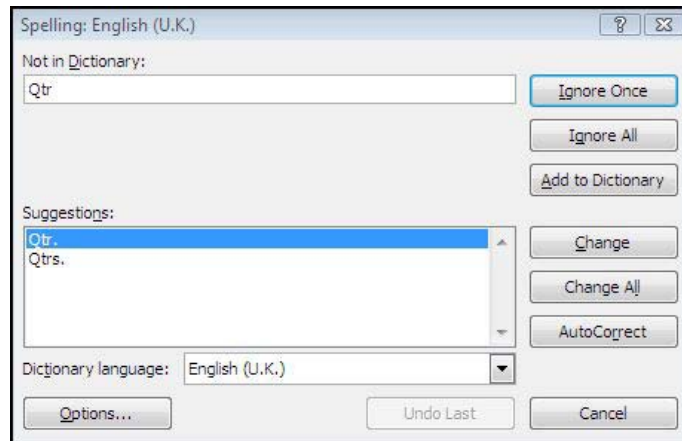 Spelling: English (U.K.)
Not in Dictionary:
Qtr
Ignore Once
Ignore All
Add to Dictionary
Suggestions:
Qtr.
Qtrs.
Change
Change All
AutoCorrect
Dictionary language: English (U.K.)
Options... Undo Last Cancel